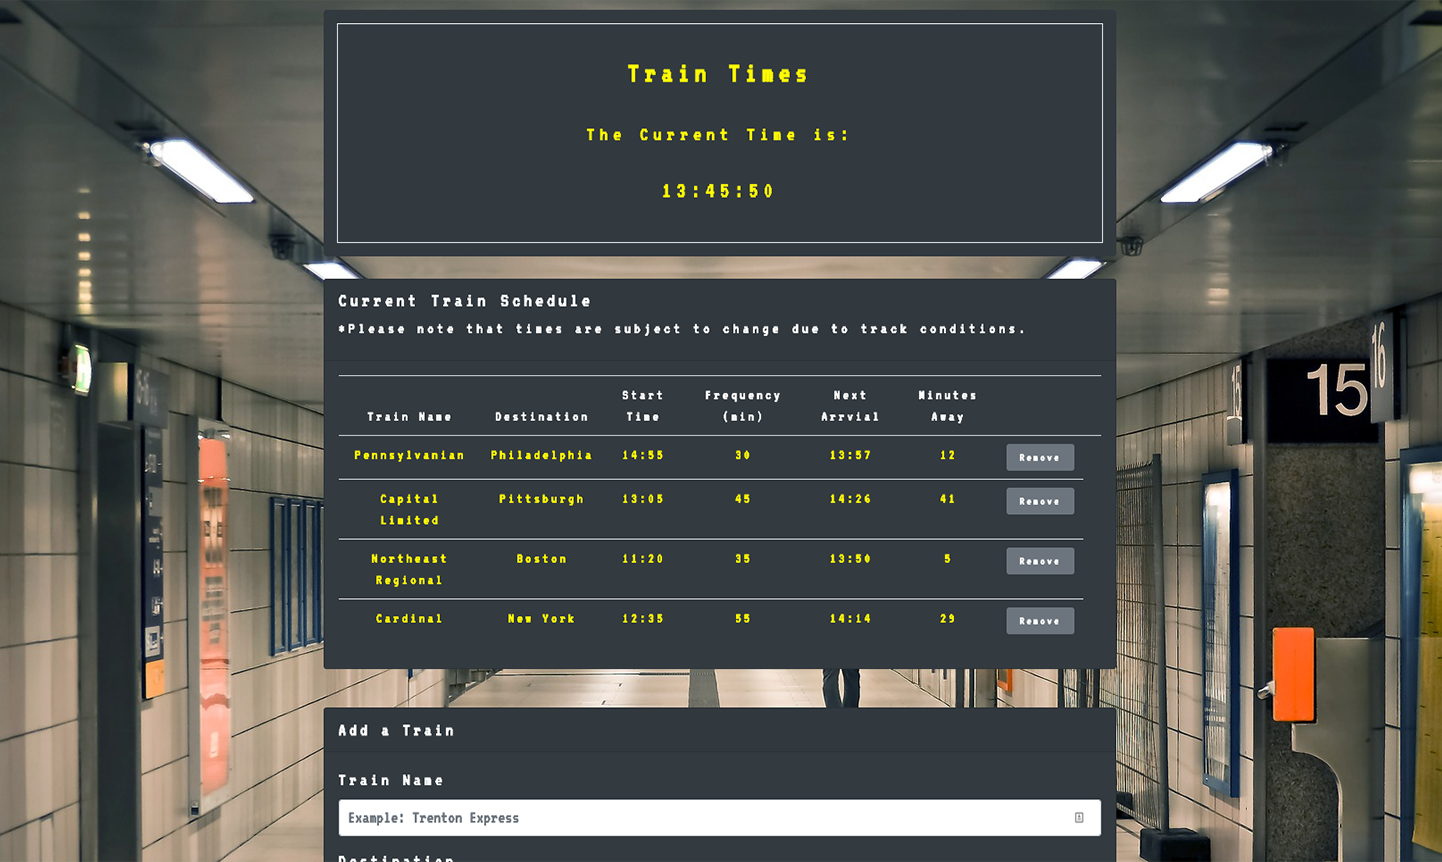 Train Times
The Current Time is:
13:45:50
Current Train Schedule
*Please note that times are subject to change due to track conditions.
Train Name Destination Start Time Frequency (min) Next Arrvial Minutes Away
Pennsylvanian Philadelphia 14:55 30 13:57 12 Remove
Capital Limited Pittsburgh 13:05 45 14:26 41 Remove
Northeast Regional Boston 11:20 35 13:50 5 Remove
Cardinal New York 12:35 55 14:14 29 Remove
15
15
16
Add a Train
Train Name
Example: Trenton Express
Destination